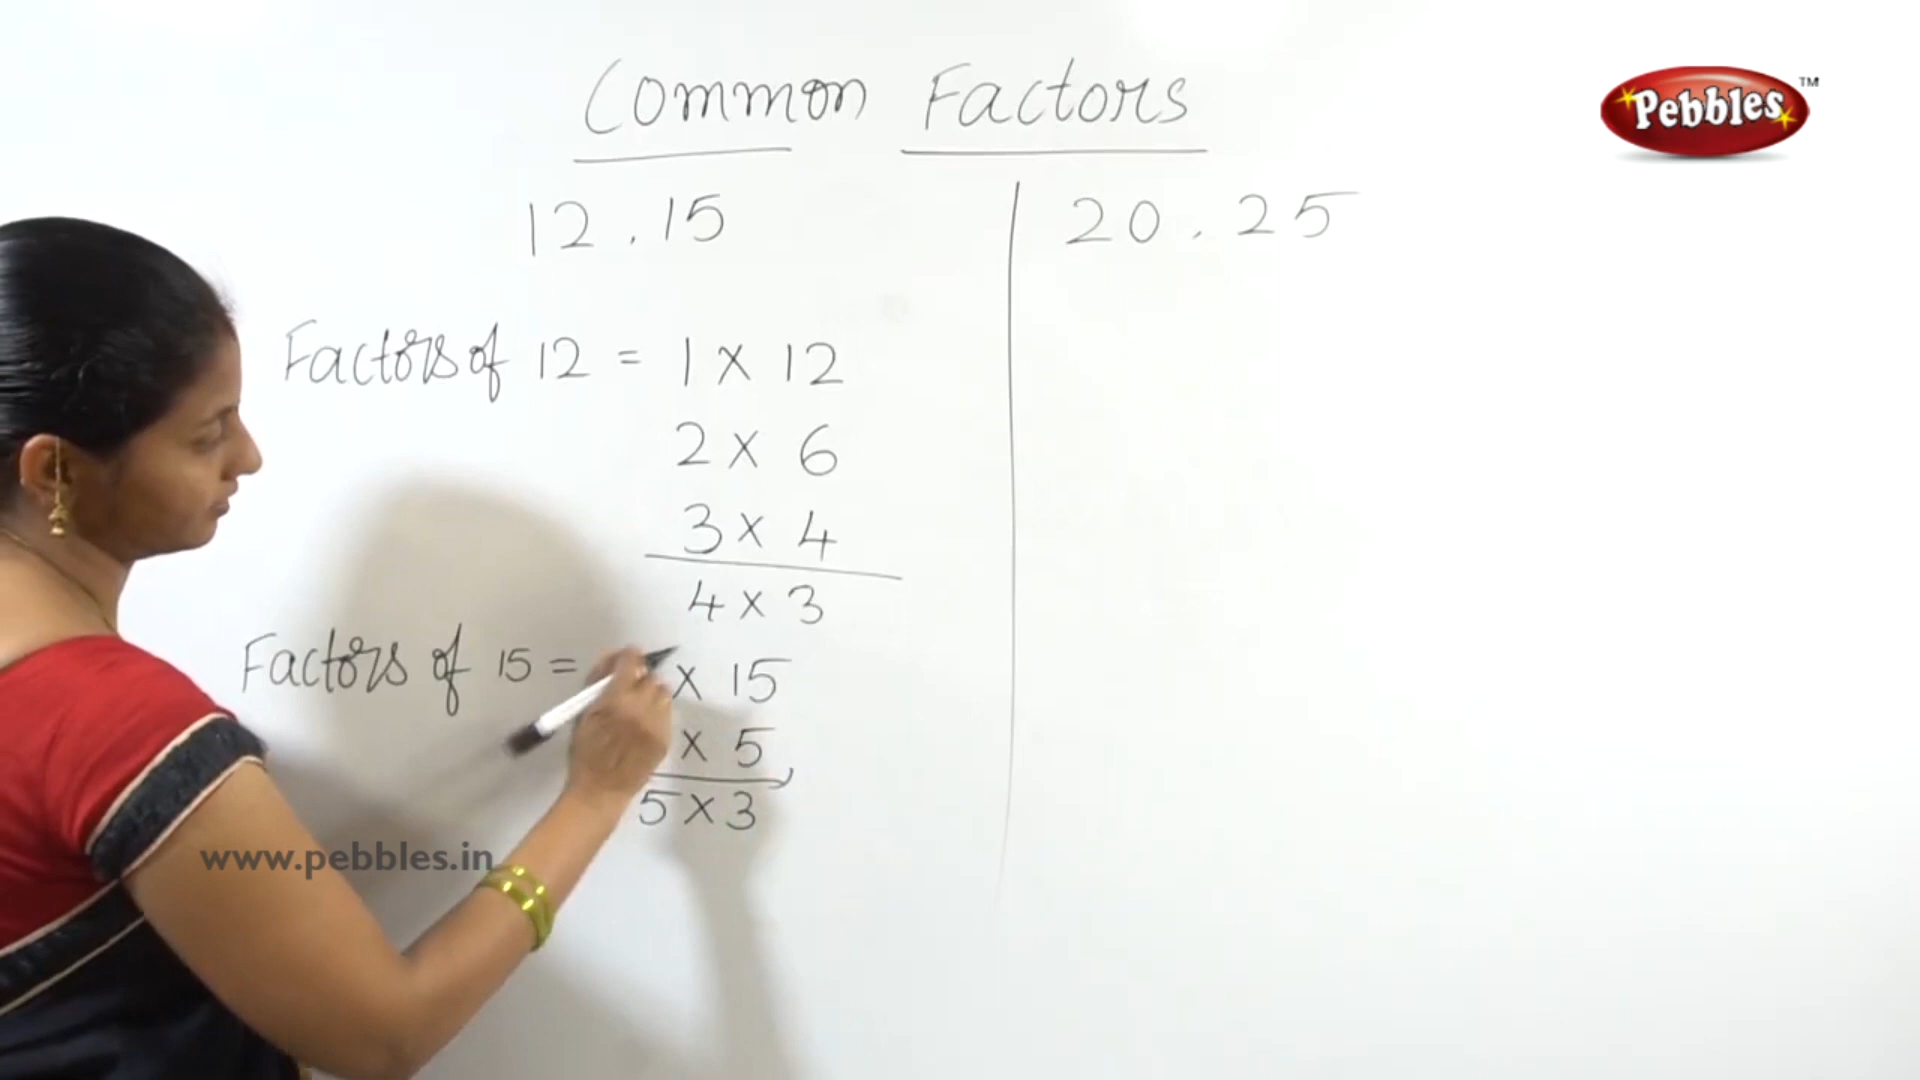 Common Factors
Pebbles™
12, 15
20, 25
Factors of 12 = 1 x 12
2 x 6
3 x 4
4 x 3
Factors of 15 = x 15
x 5
5 x 3
www.pebbles.in